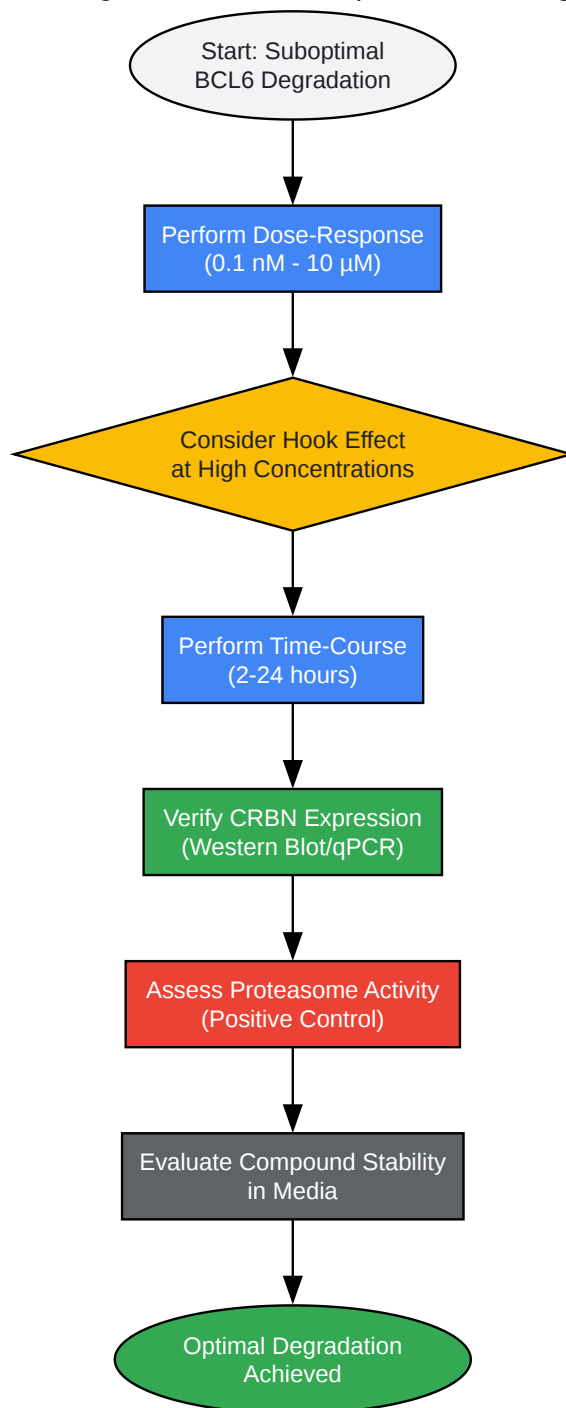 Start: Suboptimal
BCL6 Degradation
Perform Dose-Response
(0.1 nM - 10 µM)
Consider Hook Effect
at High Concentrations
Perform Time-Course
(2-24 hours)
Verify CRBN Expression
(Western Blot/qPCR)
Assess Proteasome Activity
(Positive Control)
Evaluate Compound Stability
in Media
Optimal Degradation
Achieved